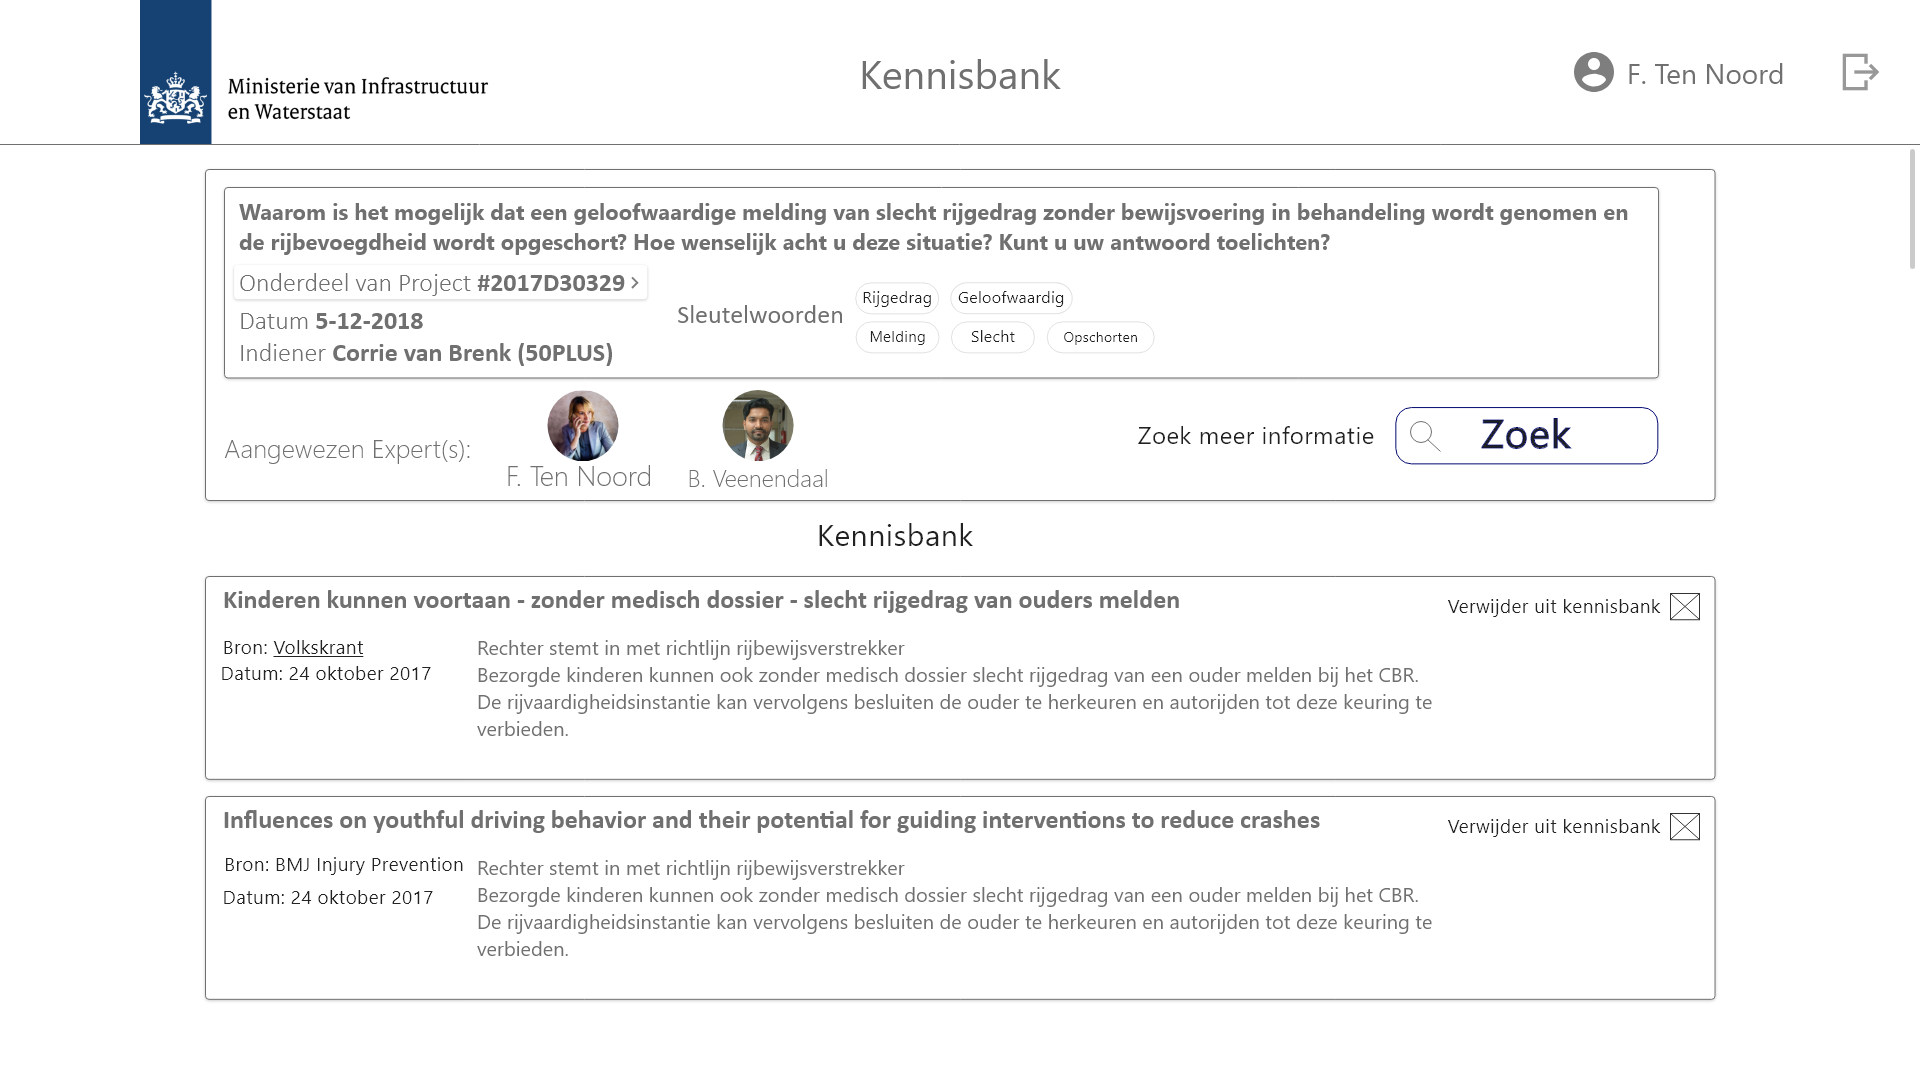 Ministerie van Infrastructuur
en Waterstaat
Kennisbank
F. Ten Noord
Waarom is het mogelijk dat een geloofwaardige melding van slecht rijgedrag zonder bewijsvoering in behandeling wordt genomen en
de rijbevoegdheid wordt opgeschort? Hoe wenselijk acht u deze situatie? Kunt u uw antwoord toelichten?
Onderdeel van Project #2017D30329 >
Datum 5-12-2018
Indiener Corrie van Brenk (50PLUS)
Sleutelwoorden
Rijgedrag Geloofwaardig
Melding Slecht Opschorten
Aangewezen Expert(s):
F. Ten Noord
B. Veenendaal
Zoek meer informatie
Zoek
Kennisbank
Kinderen kunnen voortaan - zonder medisch dossier - slecht rijgedrag van ouders melden
Verwijder uit kennisbank
Bron: Volkskrant
Datum: 24 oktober 2017
Rechter stemt in met richtlijn rijbewijsverstrekker
Bezorgde kinderen kunnen ook zonder medisch dossier slecht rijgedrag van een ouder melden bij het CBR.
De rijvaardigheidsinstantie kan vervolgens besluiten de ouder te herkeuren en autorijden tot deze keuring te
verbieden.
Influences on youthful driving behavior and their potential for guiding interventions to reduce crashes
Verwijder uit kennisbank
Bron: BMJ Injury Prevention
Datum: 24 oktober 2017
Rechter stemt in met richtlijn rijbewijsverstrekker
Bezorgde kinderen kunnen ook zonder medisch dossier slecht rijgedrag van een ouder melden bij het CBR.
De rijvaardigheidsinstantie kan vervolgens besluiten de ouder te herkeuren en autorijden tot deze keuring te
verbieden.